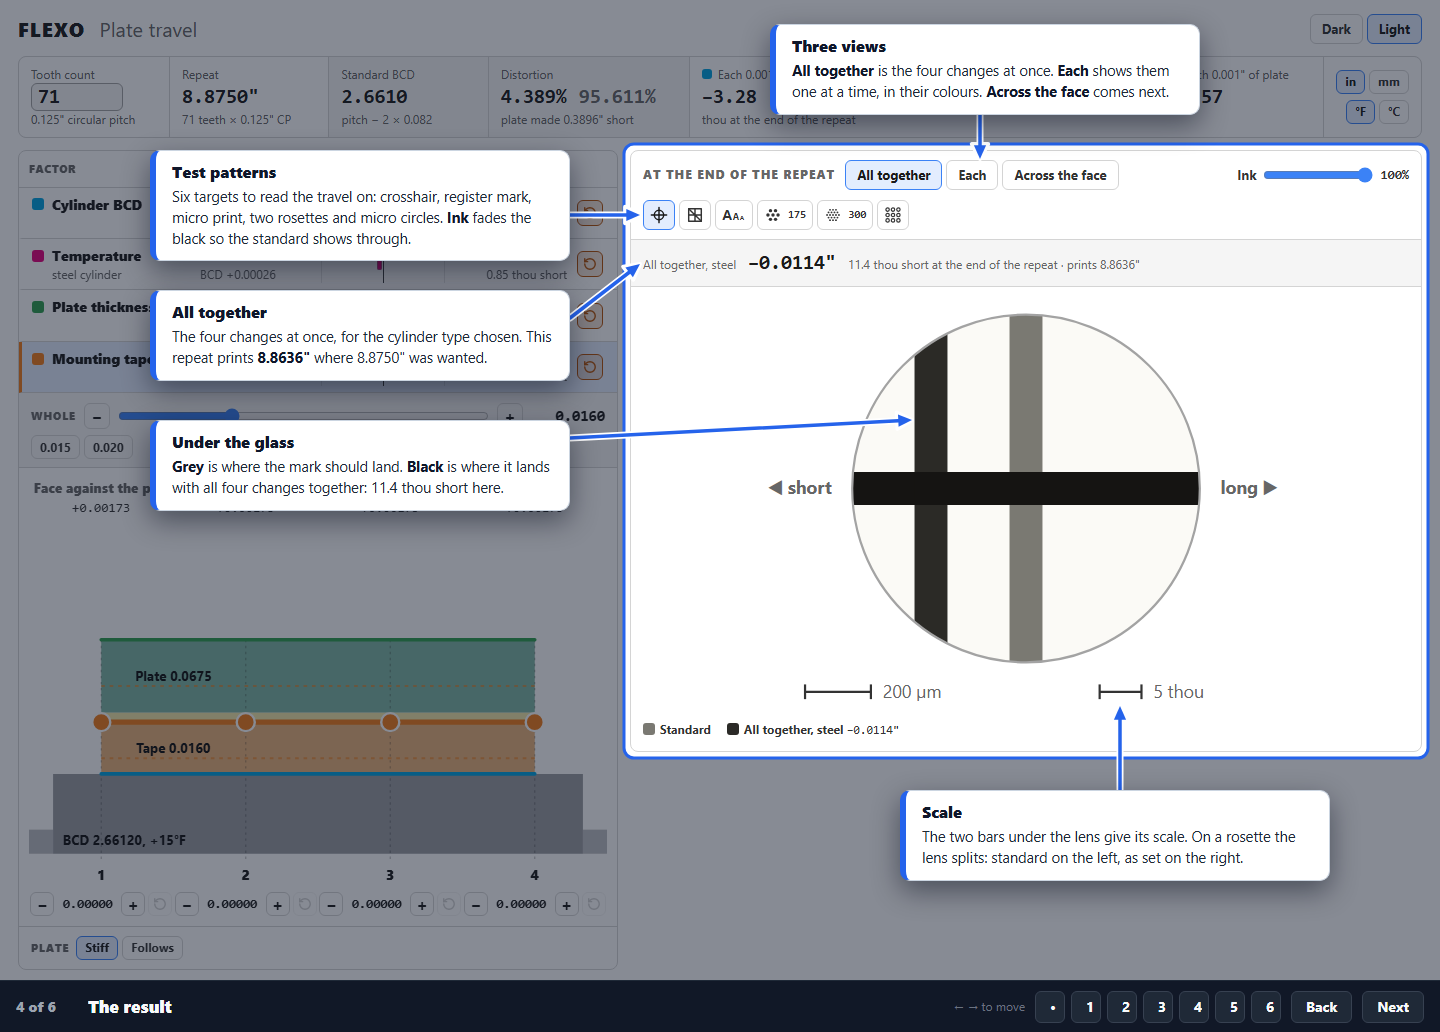 FLEXO Plate travel
Dark Light
Tooth count
71
0.125" circular pitch
Repeat
8.8750"
71 teeth × 0.125" CP
Standard BCD
2.6610
pitch − 2 × 0.082
Distortion
4.389% 95.611%
plate made 0.3896" short
Each 0.001"
−3.28
thou at the end of the repeat
0.001" of plate
57
in mm
°F °C
Three views
All together is the four changes at once. Each shows them
one at a time, in their colours. Across the face comes next.
FACTOR
Cylinder BCD
Temperature
steel cylinder
BCD +0.00026
0.85 thou short
Plate thickness
Mounting tape
WHOLE − + 0.0160
0.015 0.020
Face against the
+0.00173
Test patterns
Six targets to read the travel on: crosshair, register mark,
micro print, two rosettes and micro circles. Ink fades the
black so the standard shows through.
All together
The four changes at once, for the cylinder type chosen. This
repeat prints 8.8636" where 8.8750" was wanted.
Under the glass
Grey is where the mark should land. Black is where it lands
with all four changes together: 11.4 thou short here.
Plate 0.0675
Tape 0.0160
BCD 2.66120, +15°F
1 2 3 4
− 0.00000 + − 0.00000 + − 0.00000 + − 0.00000 +
PLATE Stiff Follows
AT THE END OF THE REPEAT All together Each Across the face Ink 100%
AAA 175 300
All together, steel −0.0114" 11.4 thou short at the end of the repeat · prints 8.8636"
◀ short
long ▶
200 µm 5 thou
Standard All together, steel −0.0114"
Scale
The two bars under the lens give its scale. On a rosette the
lens splits: standard on the left, as set on the right.
4 of 6 The result
← → to move • 1 2 3 4 5 6 Back Next